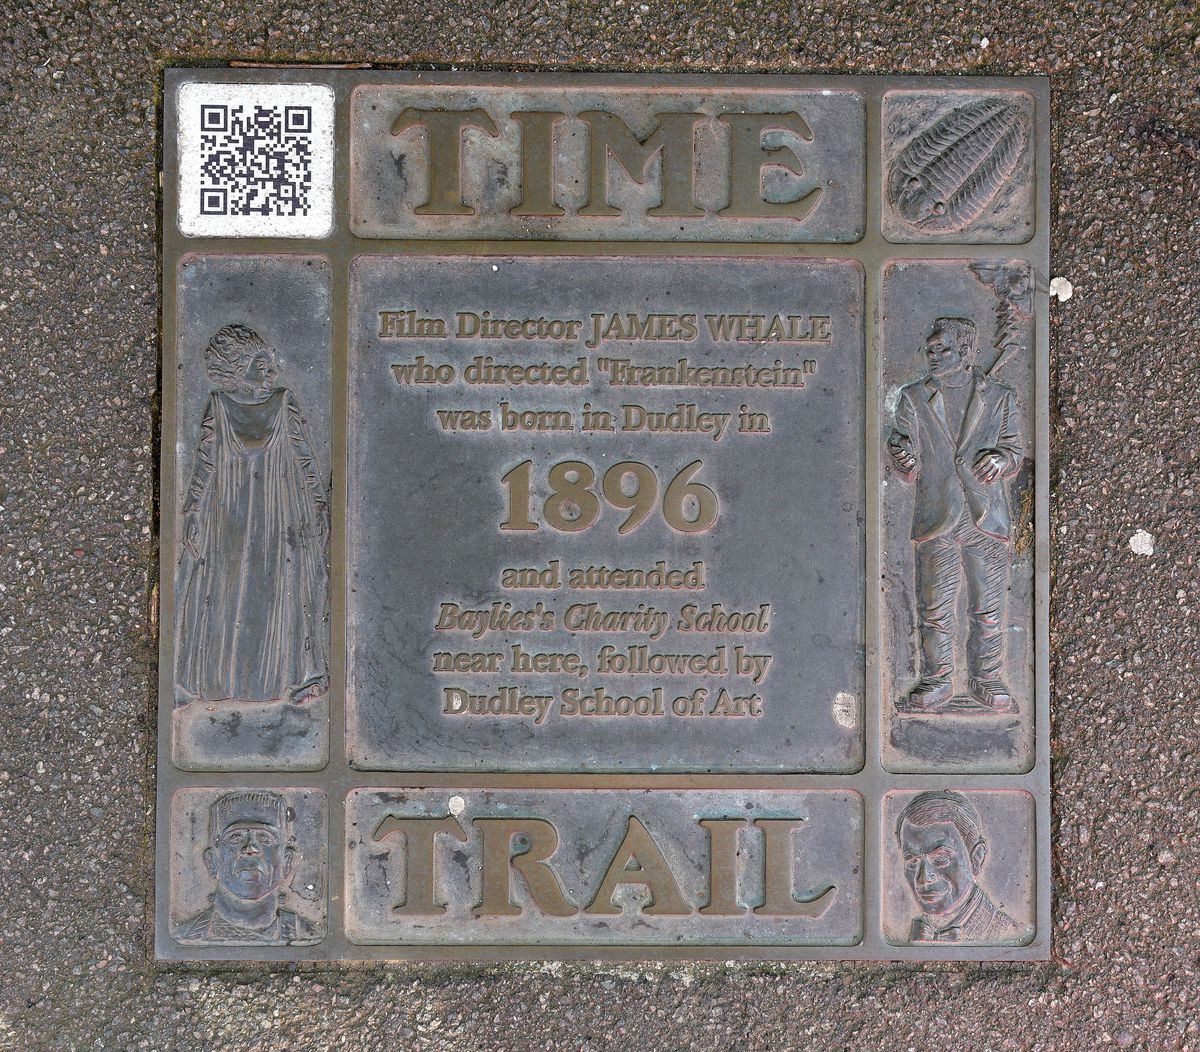 TIME
Film Director JAMES WHALE
who directed "Frankenstein"
was born in Dudley in
1896
and attended
Baylies's Charity School
near here, followed by
Dudley School of Art
TRAIL